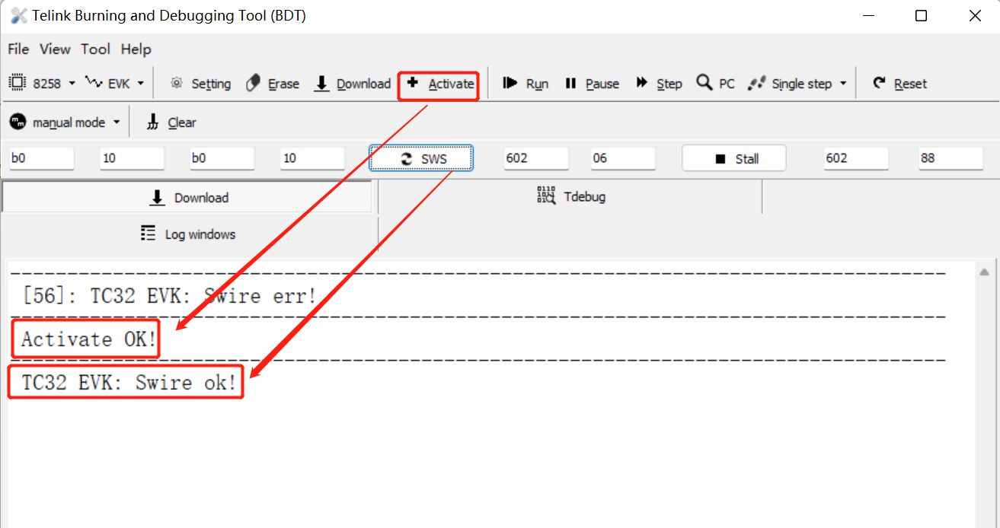 Telink Burning and Debugging Tool (BDT)
File View Tool Help
8258 EVK Setting Erase Download Activate Run Pause Step PC Single step Reset
manual mode Clear
b0 10 b0 10 SWS 602 06 Stall 602 88
Download Tdebug
Log windows
[56]: TC32 EVK: Swire err!
Activate OK!
TC32 EVK: Swire ok!